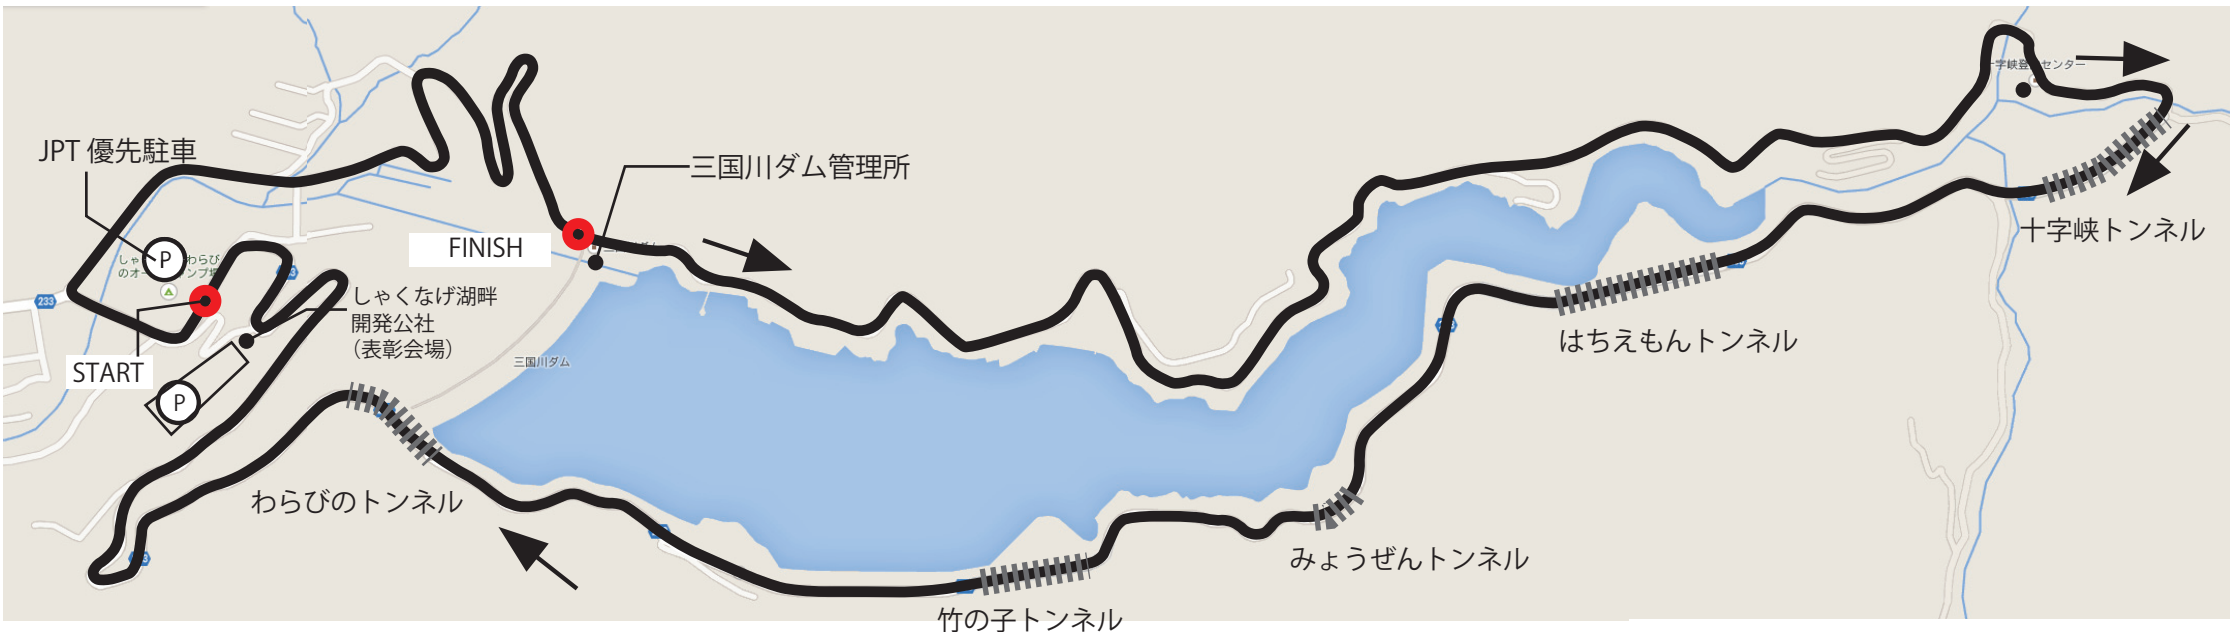 JPT 優先駐車
三国川ダム管理所
FINISH
START
P
P
233
しゃくなげ湖畔
開発公社
（表彰会場）
三国川ダム
わらびのトンネル
竹の子トンネル
みょうぜんトンネル
はちえもんトンネル
十字峡トンネル